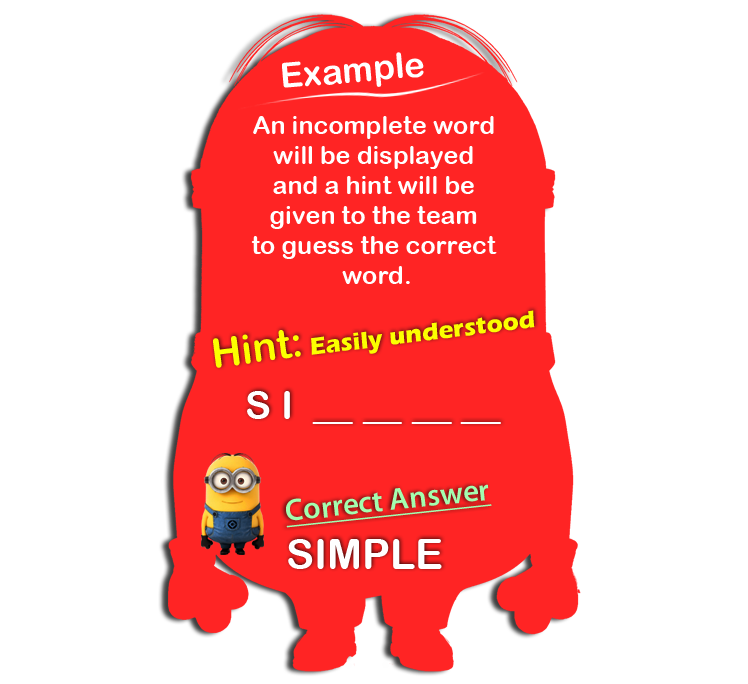 Example
An incomplete word
will be displayed
and a hint will be
given to the team
to guess the correct
word.
Hint: Easily understood
S I __ __ __ __
Correct Answer
SIMPLE